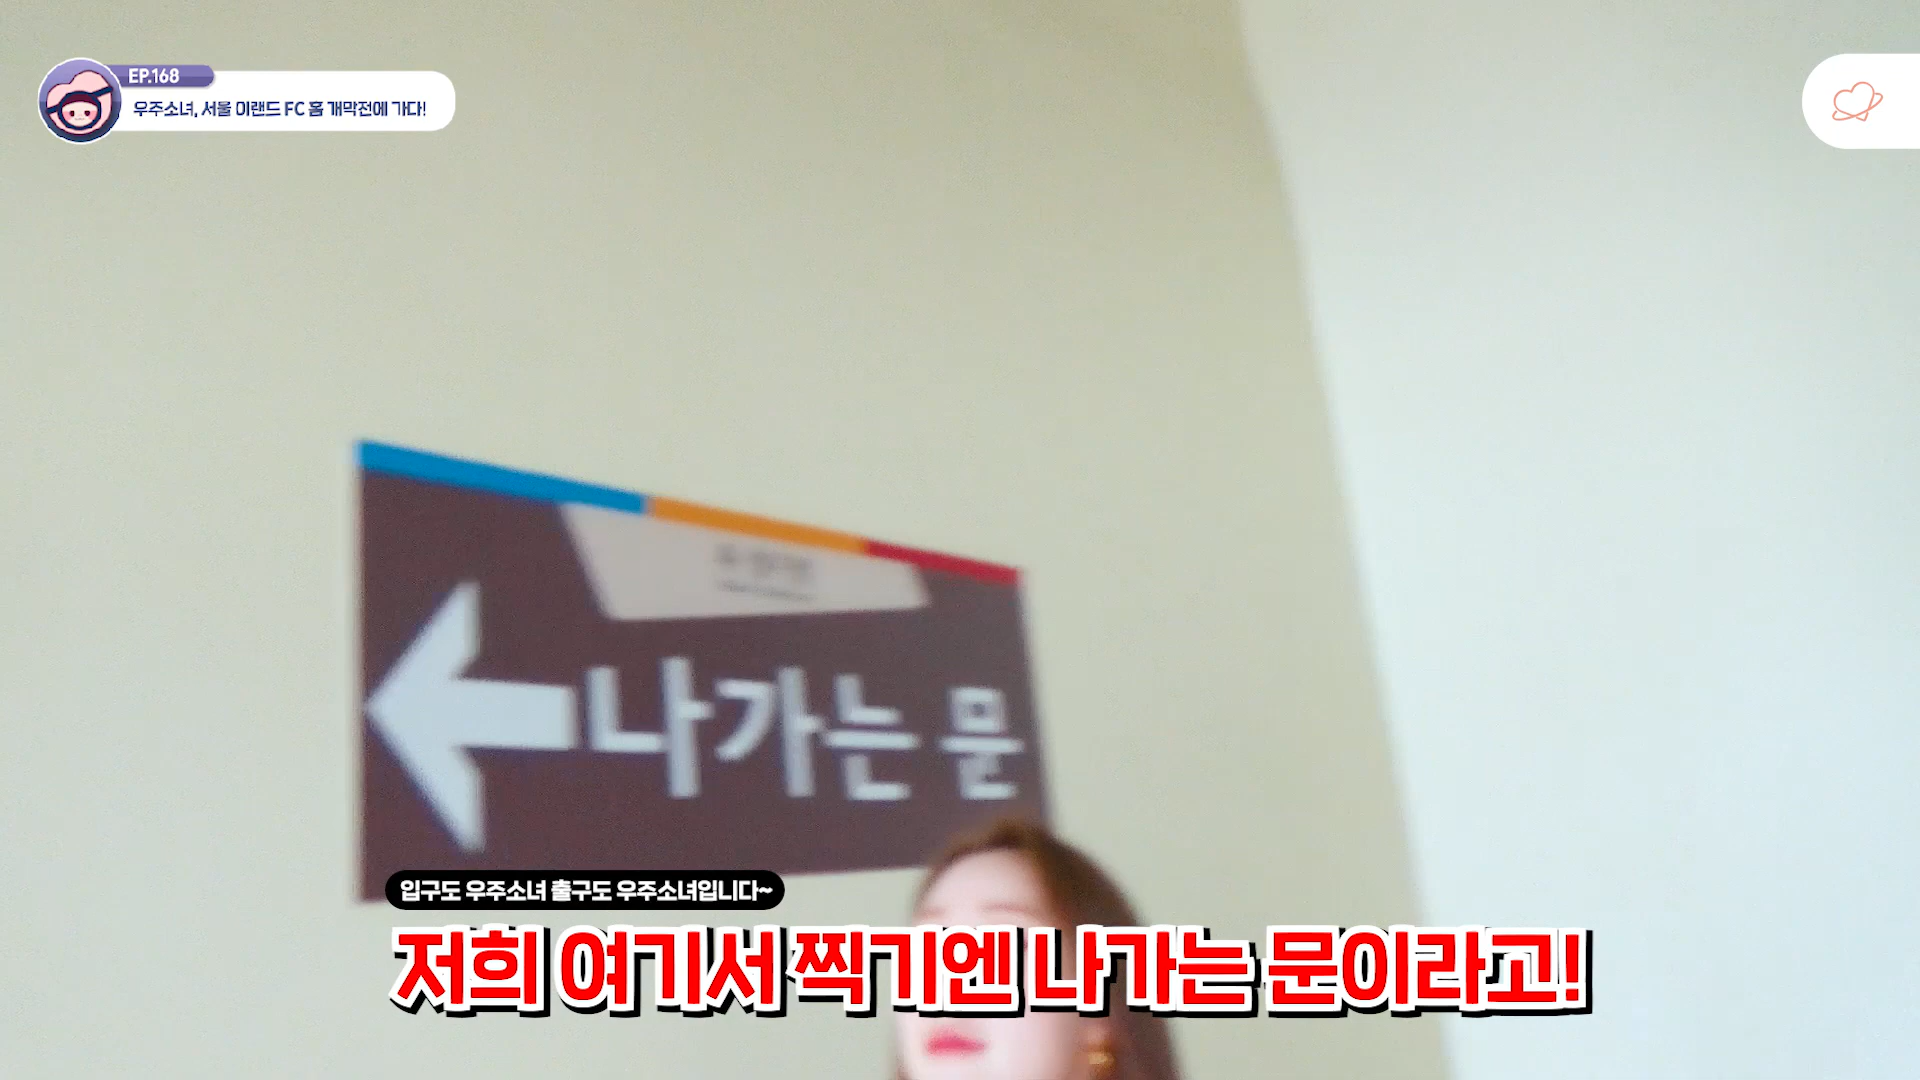 EP.168
우주소녀, 서울 이랜드 FC 홈 개막전에 가다!
나가는 문
입구도 우주소녀 출구도 우주소녀입니다~
저희 여기서 찍기엔 나가는 문이라고!